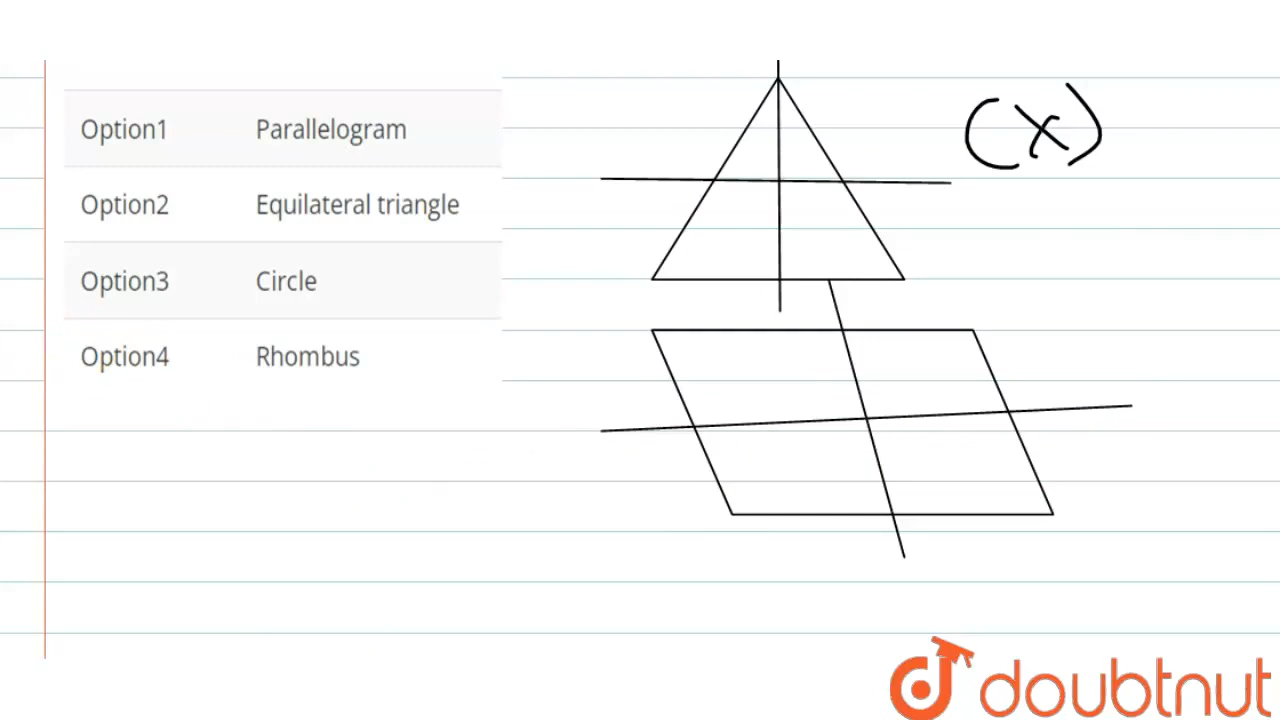 Option1 Parallelogram
(x)
Option2 Equilateral triangle
Option3 Circle
Option4 Rhombus
doubtnut